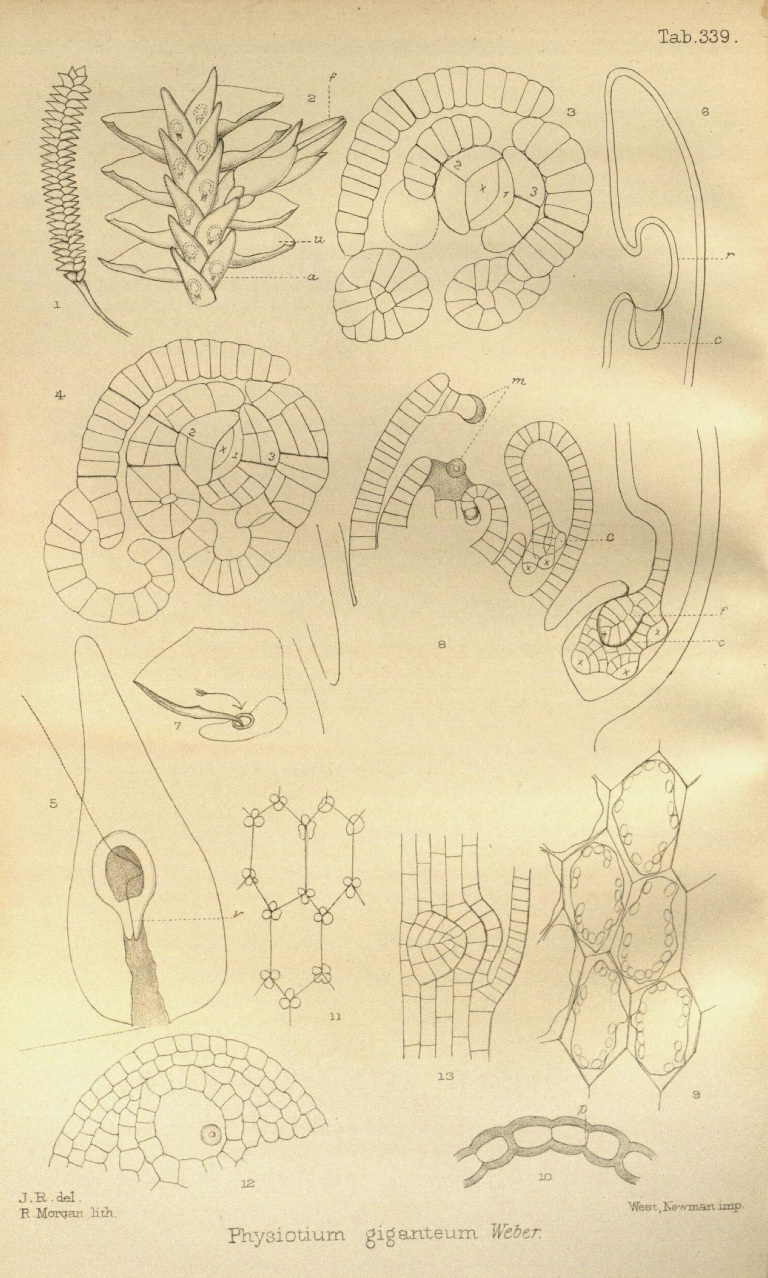 Tab.339.
f
2
3
6
2
x
1
3
u
a
r
1
c
4
m
2
x
1
3
c
x
x
f
8
c
x
x
x
x
7
5
r
11
13
9
p
12
10
J.R. del.
R. Morgan lith.
West, Newman imp.
Physiotium giganteum Weber.